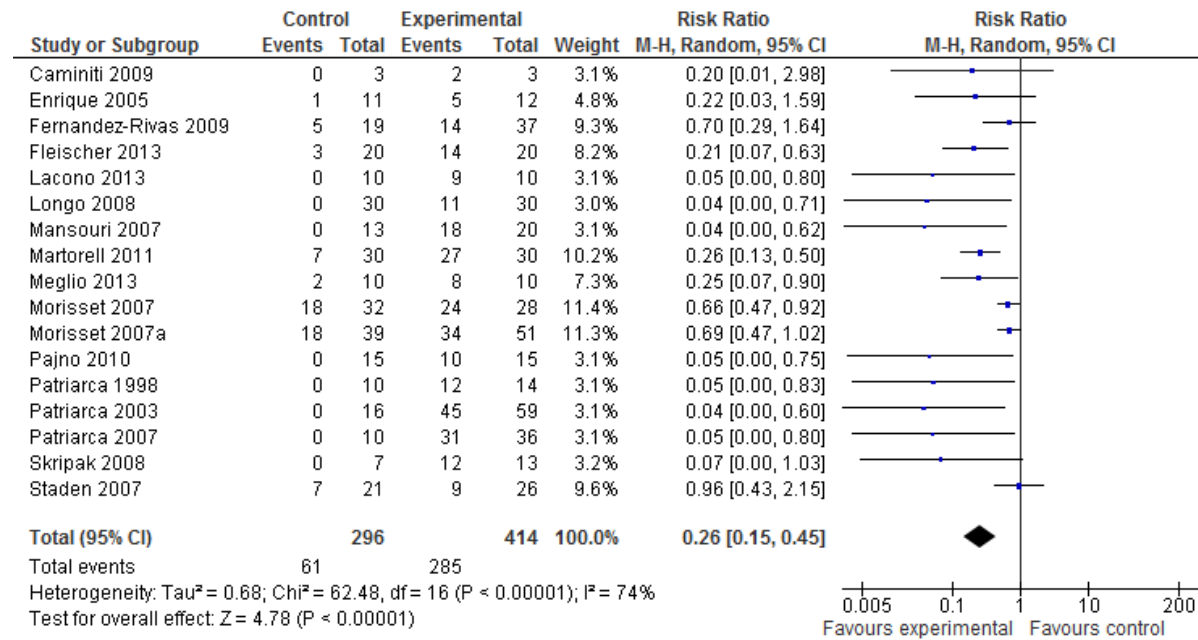 Control Experimental Risk Ratio Risk Ratio
Study or Subgroup Events Total Events Total Weight M-H, Random, 95% CI M-H, Random, 95% CI
Caminiti 2009 0 3 2 3 3.1% 0.20 [0.01, 2.98]
Enrique 2005 1 11 5 12 4.8% 0.22 [0.03, 1.59]
Fernandez-Rivas 2009 5 19 14 37 9.3% 0.70 [0.29, 1.64]
Fleischer 2013 3 20 14 20 8.2% 0.21 [0.07, 0.63]
Lacono 2013 0 10 9 10 3.1% 0.05 [0.00, 0.80]
Longo 2008 0 30 11 30 3.0% 0.04 [0.00, 0.71]
Mansouri 2007 0 13 18 20 3.1% 0.04 [0.00, 0.62]
Martorell 2011 7 30 27 30 10.2% 0.26 [0.13, 0.50]
Meglio 2013 2 10 8 10 7.3% 0.25 [0.07, 0.90]
Morisset 2007 18 32 24 28 11.4% 0.66 [0.47, 0.92]
Morisset 2007a 18 39 34 51 11.3% 0.69 [0.47, 1.02]
Pajno 2010 0 15 10 15 3.1% 0.05 [0.00, 0.75]
Patriarca 1998 0 10 12 14 3.1% 0.05 [0.00, 0.83]
Patriarca 2003 0 16 45 59 3.1% 0.04 [0.00, 0.60]
Patriarca 2007 0 10 31 36 3.1% 0.05 [0.00, 0.80]
Skripak 2008 0 7 12 13 3.2% 0.07 [0.00, 1.03]
Staden 2007 7 21 9 26 9.6% 0.96 [0.43, 2.15]
Total (95% CI) 296 414 100.0% 0.26 [0.15, 0.45]
Total events 61 285
Heterogeneity: Tau² = 0.68; Chi² = 62.48, df = 16 (P < 0.00001); I² = 74%
Test for overall effect: Z = 4.78 (P < 0.00001)
0.005 0.1 1 10 200
Favours experimental Favours control